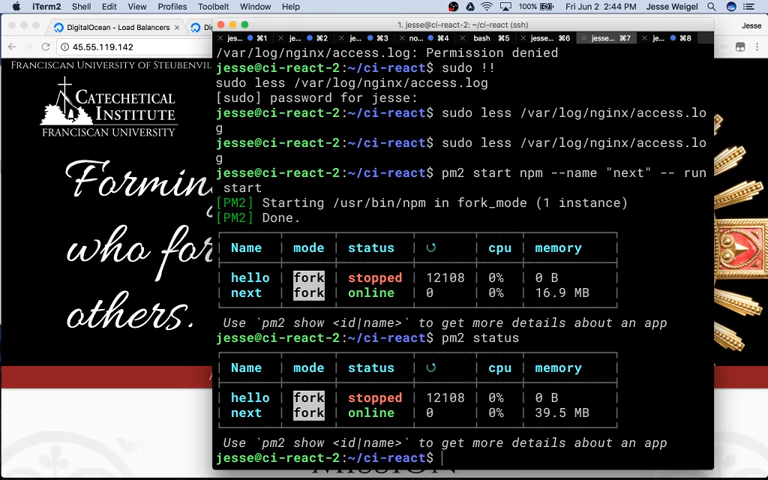 iTerm2 Shell Edit View Profiles Toolbelt Window Help 100% Fri Jun 2 2:44 PM Jesse Weigel
DigitalOcean - Load Balancers
45.55.119.142
1. jesse@ci-react-2: ~/ci-react (ssh)
jes... ⌘1 je... ⌘2 je... ⌘3 no... ⌘4 bash ⌘5 jesse... ⌘6 jesse... ⌘7 je... ⌘8
FRANCISCAN UNIVERSITY OF STEUBENVIL
CATECHETICAL
INSTITUTE
FRANCISCAN UNIVERSITY
Forming
who for
others.
MISSION
/var/log/nginx/access.log: Permission denied
jesse@ci-react-2:~/ci-react$ sudo !!
sudo less /var/log/nginx/access.log
[sudo] password for jesse:
jesse@ci-react-2:~/ci-react$ sudo less /var/log/nginx/access.lo
g
jesse@ci-react-2:~/ci-react$ sudo less /var/log/nginx/access.lo
g
jesse@ci-react-2:~/ci-react$ pm2 start npm --name "next" -- run
start
[PM2] Starting /usr/bin/npm in fork_mode (1 instance)
[PM2] Done.
Name mode status ↺ cpu memory
hello fork stopped 12108 0% 0 B
next fork online 0 0% 16.9 MB
Use `pm2 show <id|name>` to get more details about an app
jesse@ci-react-2:~/ci-react$ pm2 status
Name mode status ↺ cpu memory
hello fork stopped 12108 0% 0 B
next fork online 0 0% 39.5 MB
Use `pm2 show <id|name>` to get more details about an app
jesse@ci-react-2:~/ci-react$